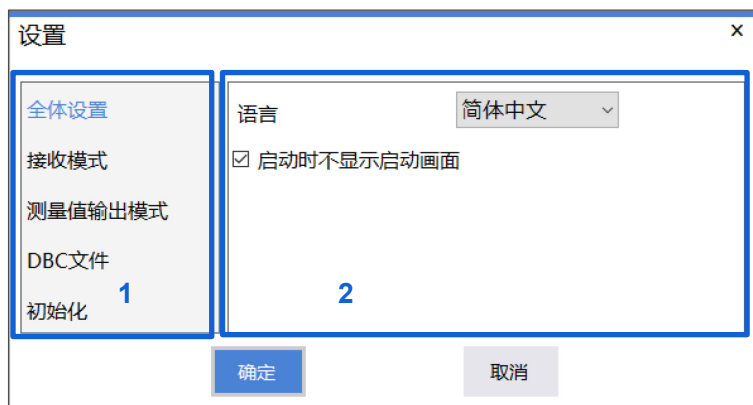 设置
x
全体设置
接收模式
测量值输出模式
DBC文件
初始化
1
语言
简体中文
启动时不显示启动画面
2
确定
取消